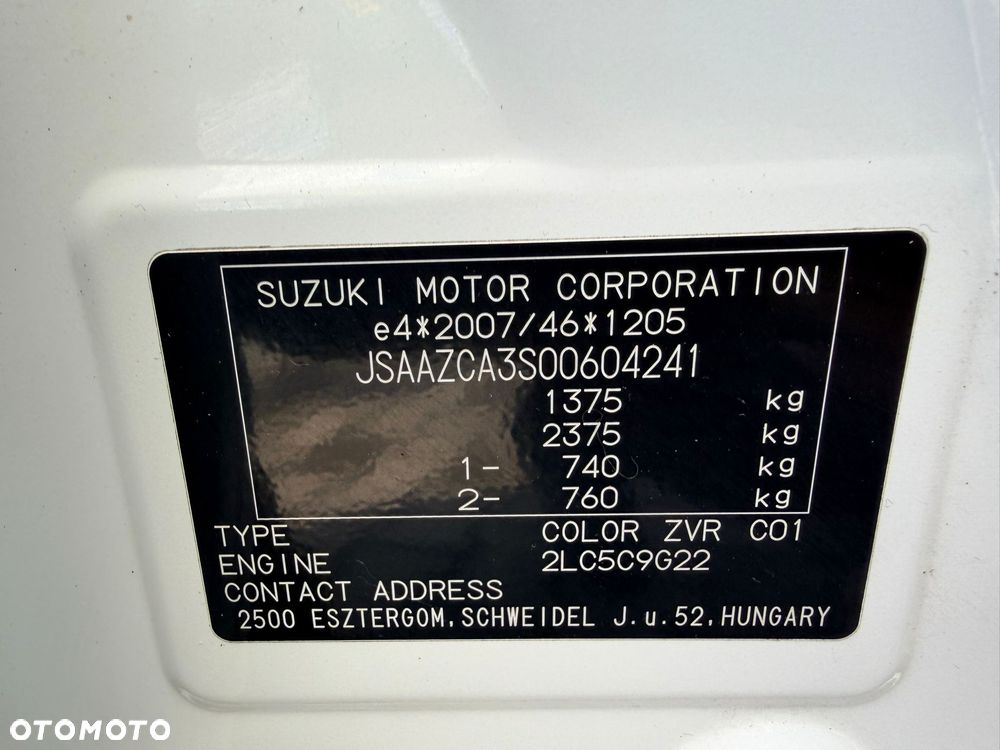 SUZUKI MOTOR CORPORATION
e4*2007/46*1205
JSAAZCA3S00604241
1375 kg
2375 kg
1- 740 kg
2- 760 kg
TYPE COLOR ZVR C01
ENGINE 2LC5C9G22
CONTACT ADDRESS
2500 ESZTERGOM, SCHWEIDEL J.u.52, HUNGARY
OTOMOTO